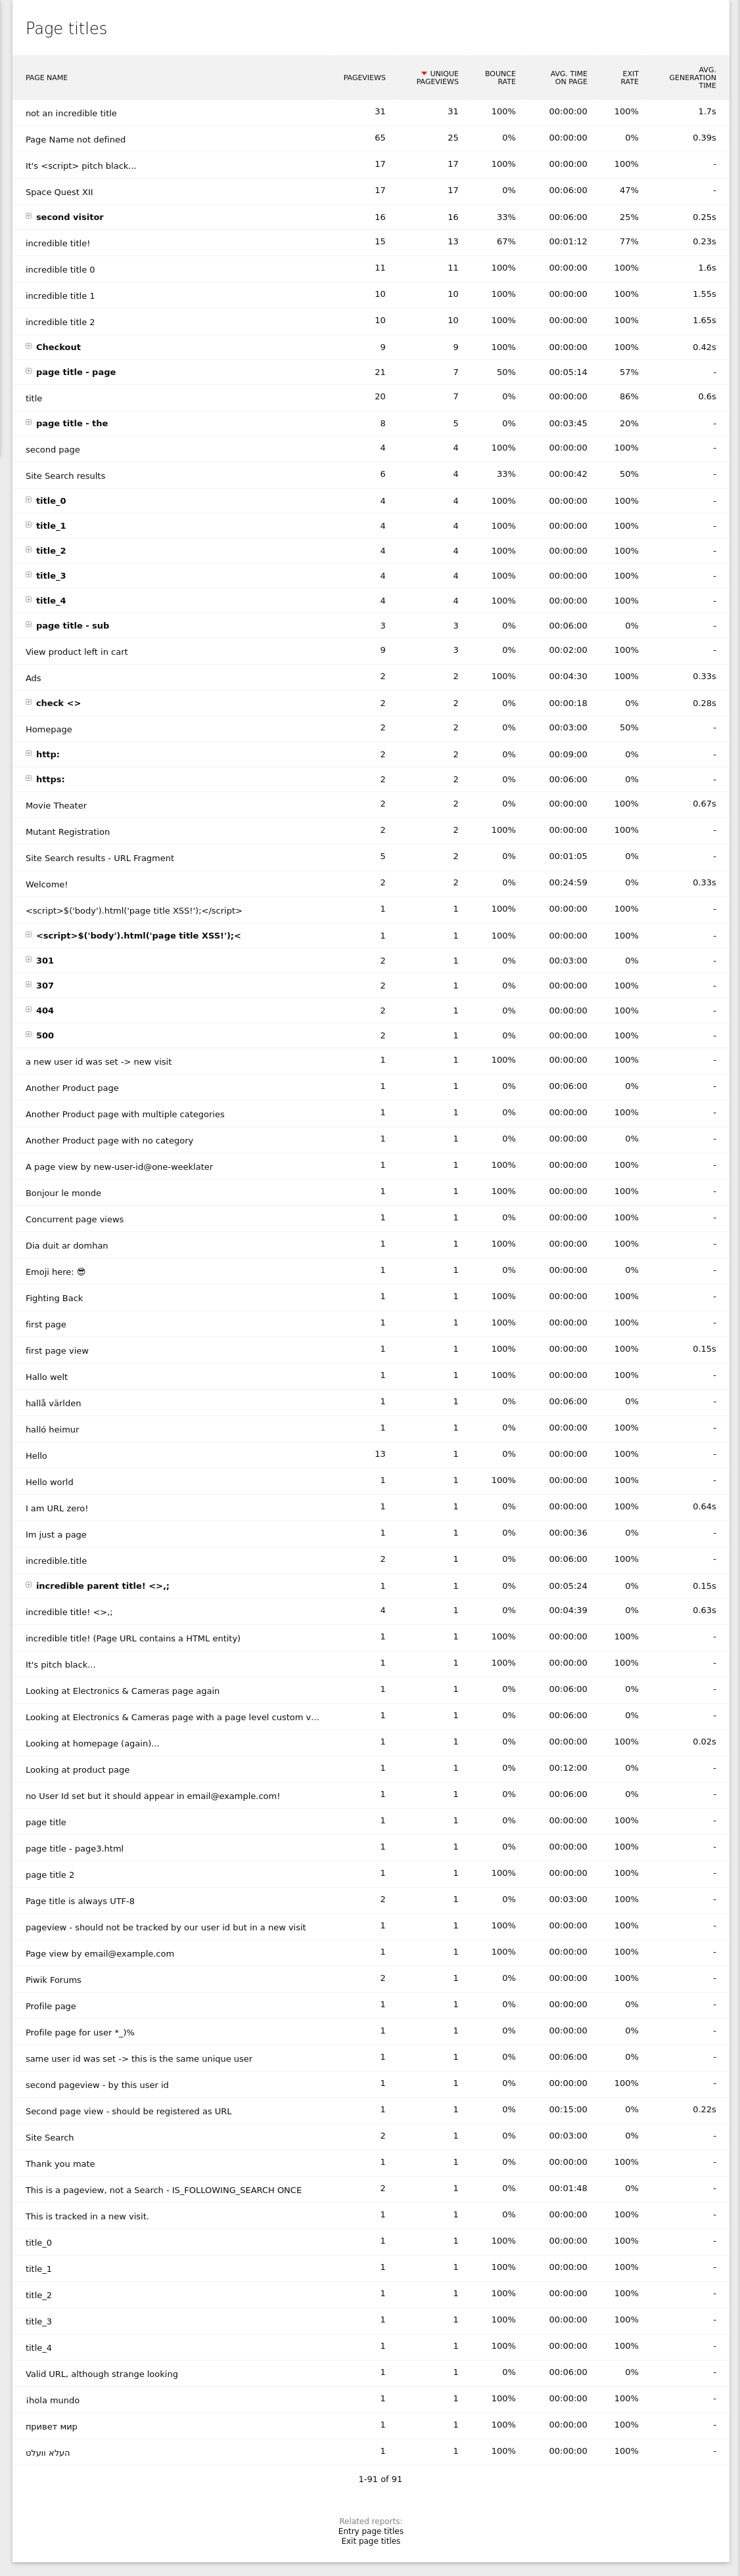 Page titles
PAGE NAME PAGEVIEWS UNIQUE PAGEVIEWS BOUNCE RATE AVG. TIME ON PAGE EXIT RATE AVG. GENERATION TIME
not an incredible title 31 31 100% 00:00:00 100% 1.7s
Page Name not defined 65 25 0% 00:00:00 0% 0.39s
It's <script> pitch black... 17 17 100% 00:00:00 100% -
Space Quest XII 17 17 0% 00:06:00 47% -
second visitor 16 16 33% 00:06:00 25% 0.25s
incredible title! 15 13 67% 00:01:12 77% 0.23s
incredible title 0 11 11 100% 00:00:00 100% 1.6s
incredible title 1 10 10 100% 00:00:00 100% 1.55s
incredible title 2 10 10 100% 00:00:00 100% 1.65s
Checkout 9 9 100% 00:00:00 100% 0.42s
page title - page 21 7 50% 00:05:14 57% -
title 20 7 0% 00:00:00 86% 0.6s
page title - the 8 5 0% 00:03:45 20% -
second page 4 4 100% 00:00:00 100% -
Site Search results 6 4 33% 00:00:42 50% -
title_0 4 4 100% 00:00:00 100% -
title_1 4 4 100% 00:00:00 100% -
title_2 4 4 100% 00:00:00 100% -
title_3 4 4 100% 00:00:00 100% -
title_4 4 4 100% 00:00:00 100% -
page title - sub 3 3 0% 00:06:00 0% -
View product left in cart 9 3 0% 00:02:00 100% -
Ads 2 2 100% 00:04:30 100% 0.33s
check <> 2 2 0% 00:00:18 0% 0.28s
Homepage 2 2 0% 00:03:00 50% -
http: 2 2 0% 00:09:00 0% -
https: 2 2 0% 00:06:00 0% -
Movie Theater 2 2 0% 00:00:00 100% 0.67s
Mutant Registration 2 2 100% 00:00:00 100% -
Site Search results - URL Fragment 5 2 0% 00:01:05 0% -
Welcome! 2 2 0% 00:24:59 0% 0.33s
<script>$('body').html('page title XSS!');</script> 1 1 100% 00:00:00 100% -
<script>$('body').html('page title XSS!');< 1 1 100% 00:00:00 100% -
301 2 1 0% 00:03:00 0% -
307 2 1 0% 00:00:00 100% -
404 2 1 0% 00:00:00 100% -
500 2 1 0% 00:00:00 100% -
a new user id was set -> new visit 1 1 100% 00:00:00 100% -
Another Product page 1 1 0% 00:06:00 0% -
Another Product page with multiple categories 1 1 0% 00:00:00 100% -
Another Product page with no category 1 1 0% 00:00:00 0% -
A page view by new-user-id@one-weeklater 1 1 100% 00:00:00 100% -
Bonjour le monde 1 1 100% 00:00:00 100% -
Concurrent page views 1 1 0% 00:00:00 100% -
Dia duit ar domhan 1 1 100% 00:00:00 100% -
Emoji here: 😎 1 1 0% 00:00:00 0% -
Fighting Back 1 1 100% 00:00:00 100% -
first page 1 1 100% 00:00:00 100% -
first page view 1 1 100% 00:00:00 100% 0.15s
Hallo welt 1 1 100% 00:00:00 100% -
hallå världen 1 1 0% 00:06:00 0% -
halló heimur 1 1 0% 00:00:00 100% -
Hello 13 1 0% 00:00:00 100% -
Hello world 1 1 100% 00:00:00 100% -
I am URL zero! 1 1 0% 00:00:00 100% 0.64s
Im just a page 1 1 0% 00:00:36 0% -
incredible.title 2 1 0% 00:06:00 100% -
incredible parent title! <>,; 1 1 0% 00:05:24 0% 0.15s
incredible title! <>,; 4 1 0% 00:04:39 0% 0.63s
incredible title! (Page URL contains a HTML entity) 1 1 100% 00:00:00 100% -
It's pitch black... 1 1 100% 00:00:00 100% -
Looking at Electronics & Cameras page again 1 1 0% 00:06:00 0% -
Looking at Electronics & Cameras page with a page level custom v... 1 1 0% 00:06:00 0% -
Looking at homepage (again)... 1 1 0% 00:00:00 100% 0.02s
Looking at product page 1 1 0% 00:12:00 0% -
no User Id set but it should appear in email@example.com! 1 1 0% 00:06:00 0% -
page title 1 1 0% 00:00:00 100% -
page title - page3.html 1 1 0% 00:00:00 100% -
page title 2 1 1 100% 00:00:00 100% -
Page title is always UTF-8 2 1 0% 00:03:00 100% -
pageview - should not be tracked by our user id but in a new visit 1 1 100% 00:00:00 100% -
Page view by email@example.com 1 1 100% 00:00:00 100% -
Piwik Forums 2 1 0% 00:00:00 100% -
Profile page 1 1 0% 00:00:00 0% -
Profile page for user *_)% 1 1 0% 00:00:00 0% -
same user id was set -> this is the same unique user 1 1 0% 00:06:00 0% -
second pageview - by this user id 1 1 0% 00:00:00 100% -
Second page view - should be registered as URL 1 1 0% 00:15:00 0% 0.22s
Site Search 2 1 0% 00:03:00 0% -
Thank you mate 1 1 0% 00:00:00 100% -
This is a pageview, not a Search - IS_FOLLOWING_SEARCH ONCE 2 1 0% 00:01:48 0% -
This is tracked in a new visit. 1 1 0% 00:00:00 100% -
title_0 1 1 100% 00:00:00 100% -
title_1 1 1 100% 00:00:00 100% -
title_2 1 1 100% 00:00:00 100% -
title_3 1 1 100% 00:00:00 100% -
title_4 1 1 100% 00:00:00 100% -
Valid URL, although strange looking 1 1 0% 00:06:00 0% -
¡hola mundo 1 1 100% 00:00:00 100% -
привет мир 1 1 100% 00:00:00 100% -
העלא וועלט 1 1 100% 00:00:00 100% -
1-91 of 91
Related reports:
Entry page titles
Exit page titles